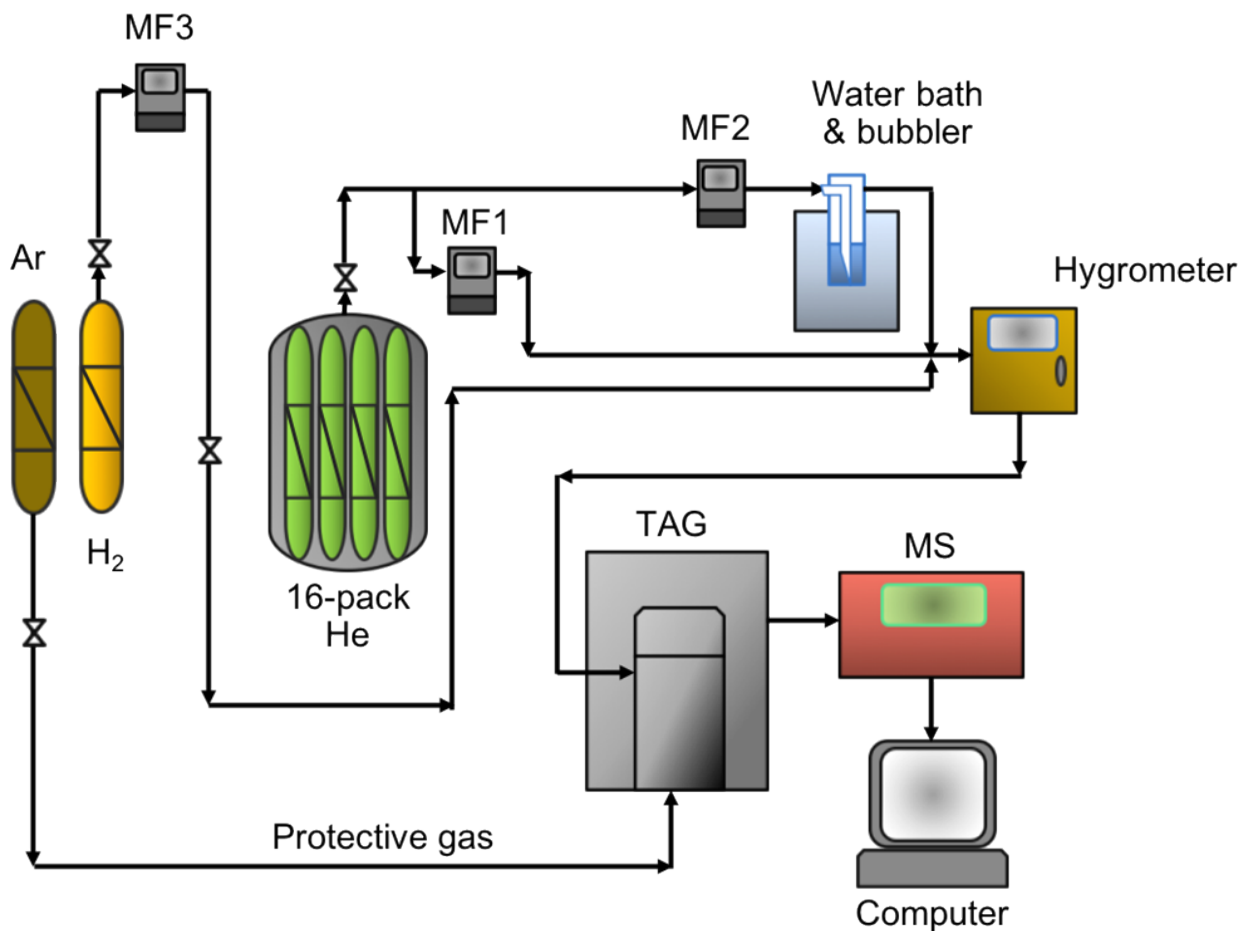 MF3
Water bath
& bubbler
MF2
MF1
Ar
Hygrometer
H₂
TAG
MS
16-pack
He
Protective gas
Computer